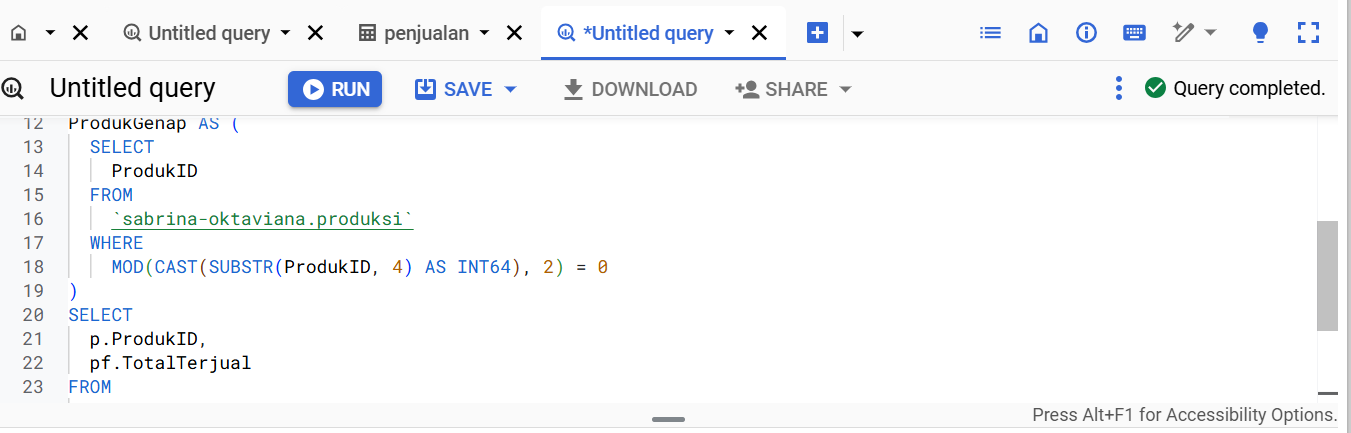 Untitled query penjualan *Untitled query
Untitled query RUN SAVE DOWNLOAD SHARE Query completed.
12 ProdukGenap AS (
13 SELECT
14 ProdukID
15 FROM
16 `sabrina-oktaviana.produksi`
17 WHERE
18 MOD(CAST(SUBSTR(ProdukID, 4) AS INT64), 2) = 0
19 )
20 SELECT
21 p.ProdukID,
22 pf.TotalTerjual
23 FROM
Press Alt+F1 for Accessibility Options.